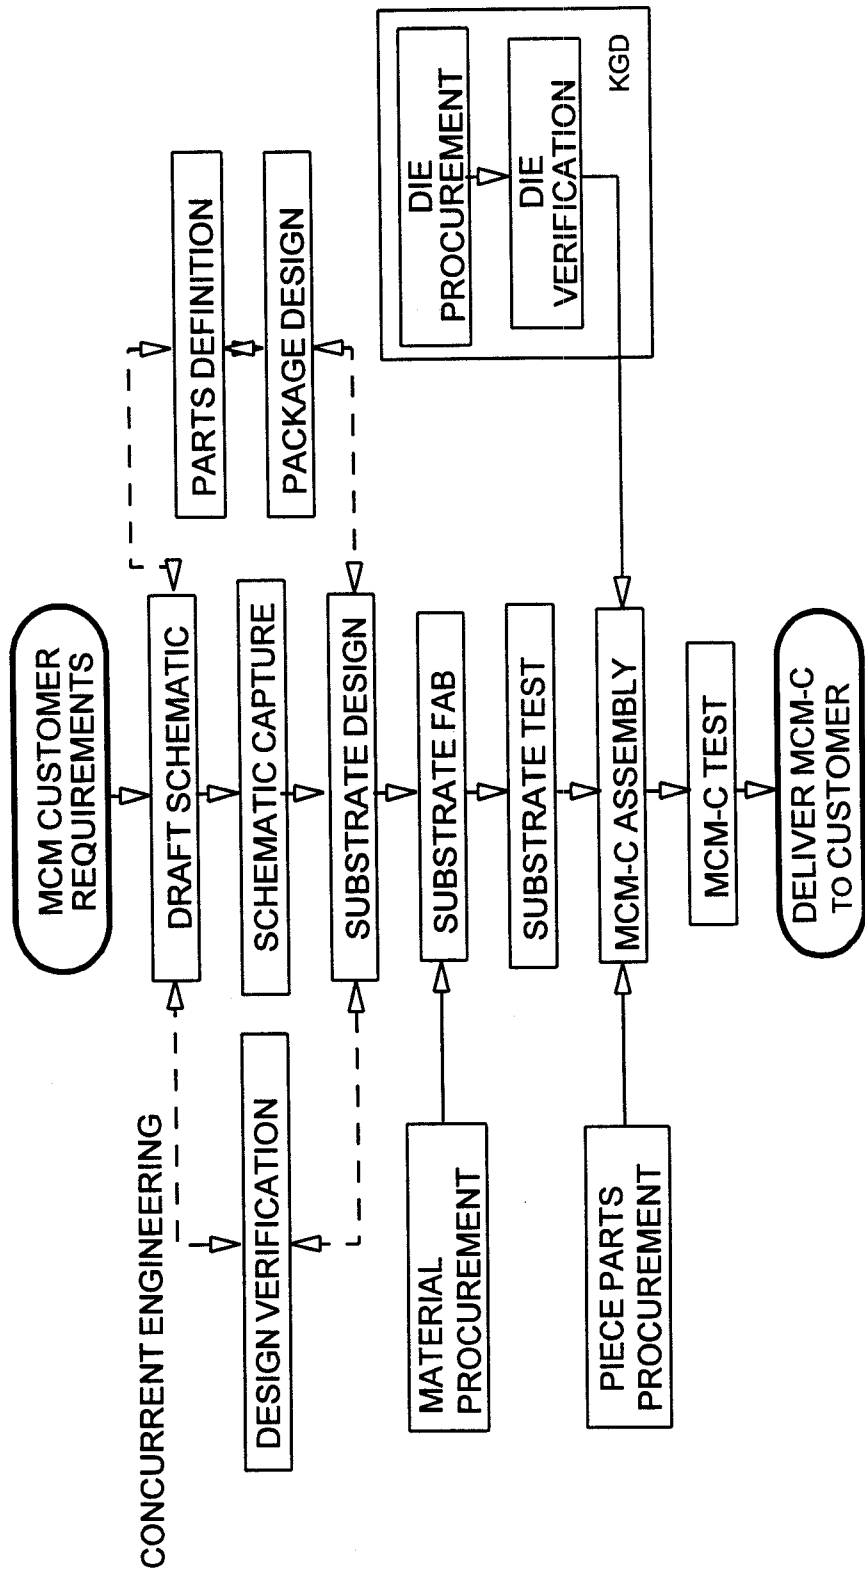 MCM CUSTOMER
REQUIREMENTS
CONCURRENT ENGINEERING
DRAFT SCHEMATIC
PARTS DEFINITION
DESIGN VERIFICATION
SCHEMATIC CAPTURE
PACKAGE DESIGN
SUBSTRATE DESIGN
MATERIAL
PROCUREMENT
SUBSTRATE FAB
DIE
PROCUREMENT
SUBSTRATE TEST
DIE
VERIFICATION
PIECE PARTS
PROCUREMENT
MCM-C ASSEMBLY
KGD
MCM-C TEST
DELIVER MCM-C
TO CUSTOMER